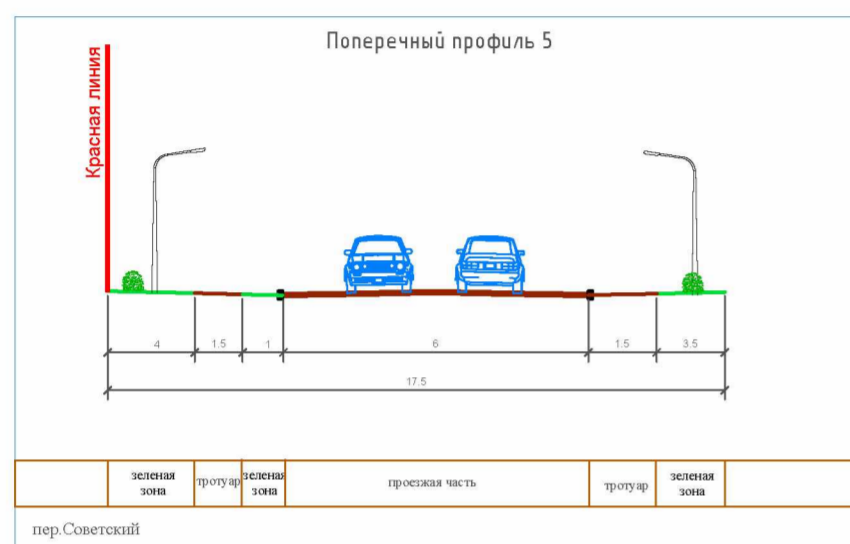 Поперечный профиль 5
Красная линия
4 1.5 1 6 1.5 3.5
17.5
зеленая зона
тротуар
зеленая зона
проезжая часть
тротуар
зеленая зона
пер.Советский